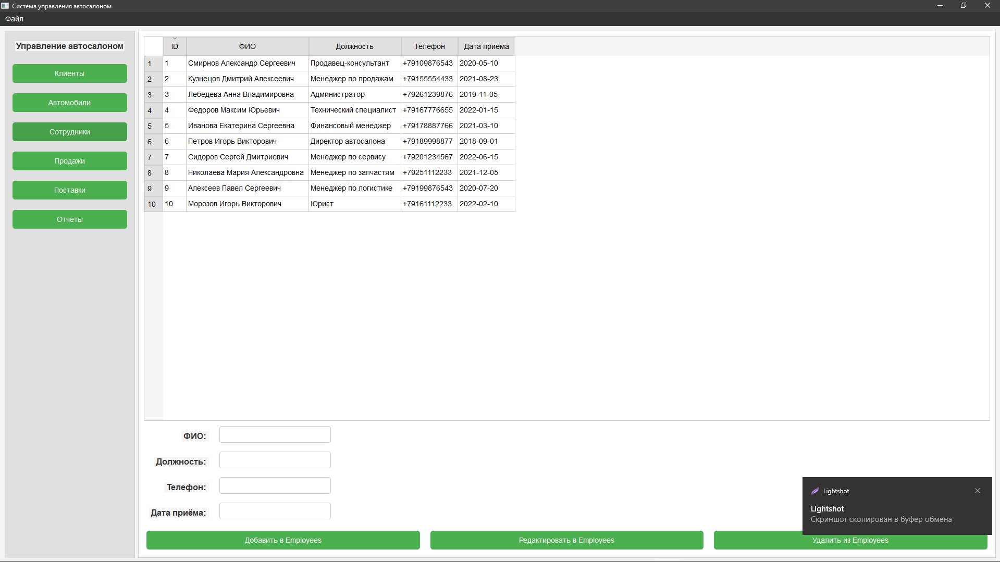 Система управления автосалоном
Файл
Управление автосалоном
Клиенты
Автомобили
Сотрудники
Продажи
Поставки
Отчёты
ID ФИО Должность Телефон Дата приёма
1 1 Смирнов Александр Сергеевич Продавец-консультант +79109876543 2020-05-10
2 2 Кузнецов Дмитрий Алексеевич Менеджер по продажам +79155554433 2021-08-23
3 3 Лебедева Анна Владимировна Администратор +79261239876 2019-11-05
4 4 Федоров Максим Юрьевич Технический специалист +79167776655 2022-01-15
5 5 Иванова Екатерина Сергеевна Финансовый менеджер +79178887766 2021-03-10
6 6 Петров Игорь Викторович Директор автосалона +79189998877 2018-09-01
7 7 Сидоров Сергей Дмитриевич Менеджер по сервису +79201234567 2022-06-15
8 8 Николаева Мария Александровна Менеджер по запчастям +79251112233 2021-12-05
9 9 Алексеев Павел Сергеевич Менеджер по логистике +79199876543 2020-07-20
10 10 Морозов Игорь Викторович Юрист +79161112233 2022-02-10
ФИО:
Должность:
Телефон:
Дата приёма:
Добавить в Employees Редактировать в Employees Удалить из Employees
Lightshot
Lightshot
Скриншот скопирован в буфер обмена